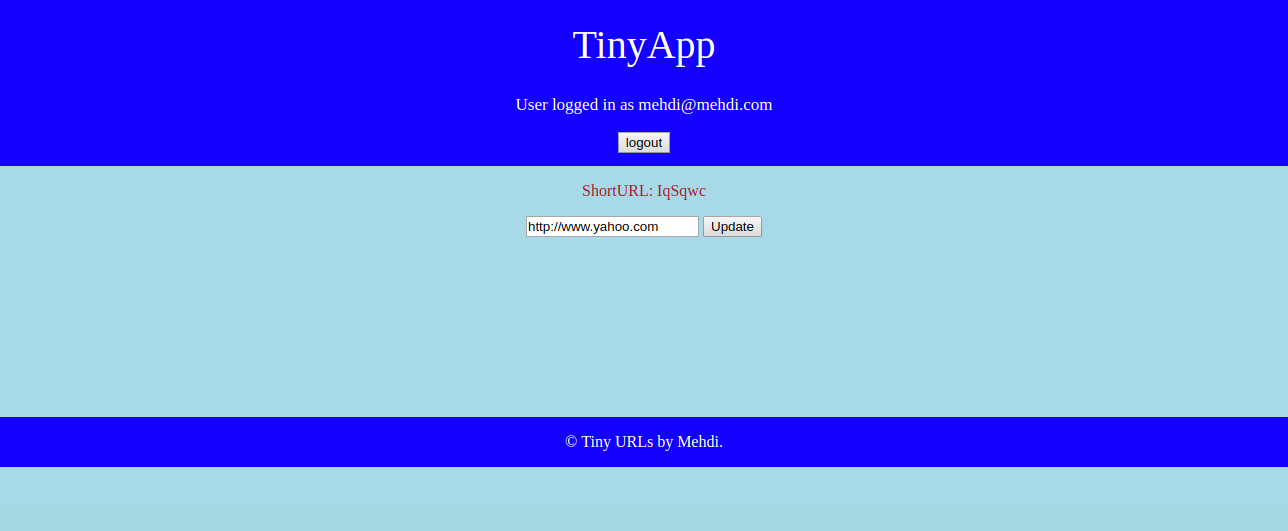 TinyApp
User logged in as mehdi@mehdi.com
logout
ShortURL: IqSqwc
http://www.yahoo.com Update
© Tiny URLs by Mehdi.